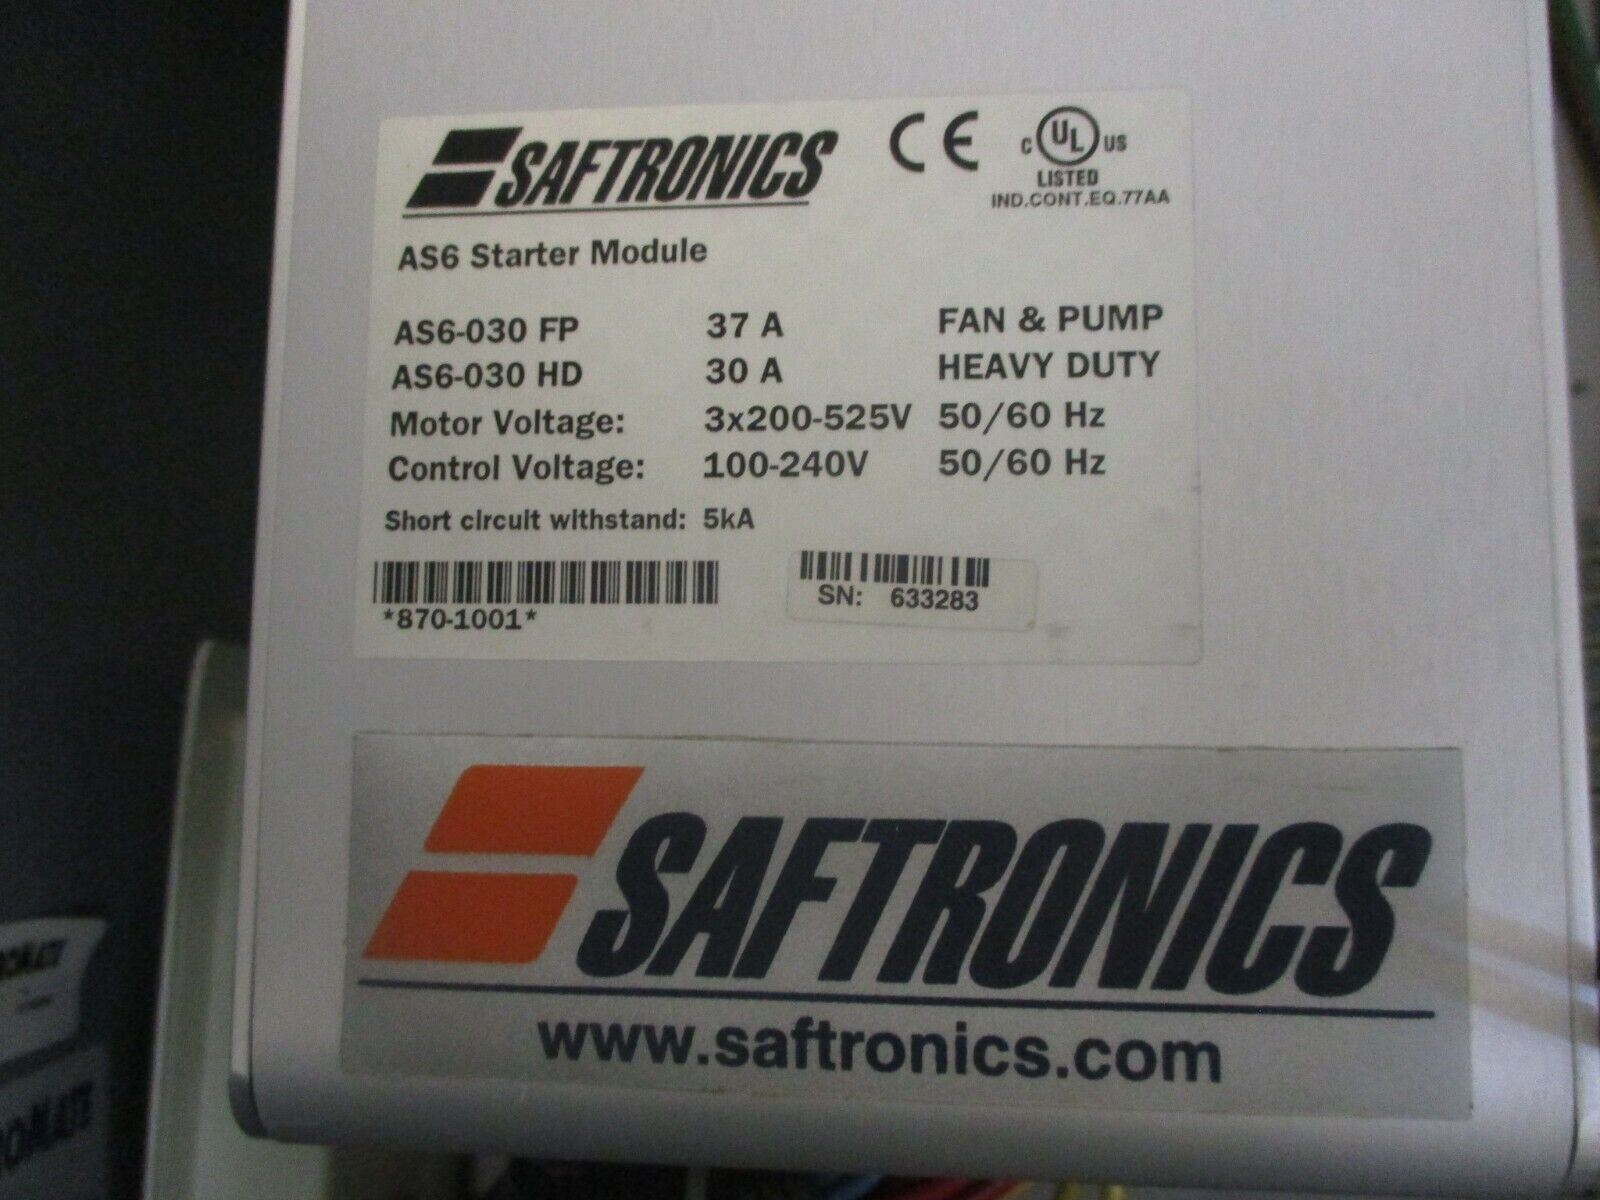 SAFTRONICS
CE
C UL US
LISTED
IND.CONT.EQ.77AA
AS6 Starter Module
AS6-030 FP 37 A FAN & PUMP
AS6-030 HD 30 A HEAVY DUTY
Motor Voltage: 3x200-525V 50/60 Hz
Control Voltage: 100-240V 50/60 Hz
Short circuit withstand: 5kA
*870-1001*
SN: 633283
SAFTRONICS
www.saftronics.com